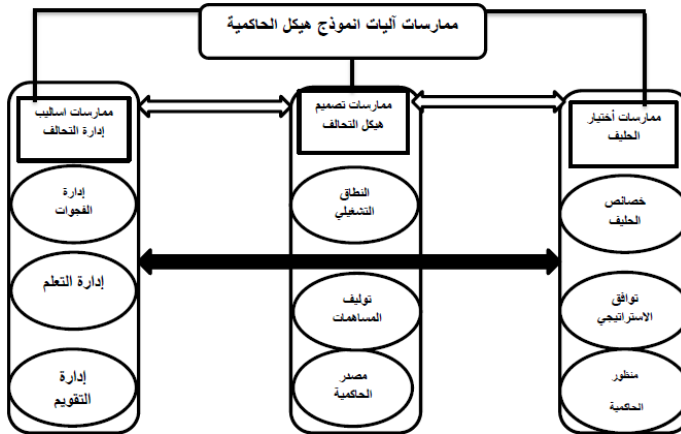 ممارسات آليات انموذج هيكل الحاكمية
ممارسات أختيار
الحليف
خصائص
الحليف
توافق
الاستراتيجي
منظور
الحاكمية
ممارسات تصميم
هيكل التحالف
النطاق
التشغيلي
توليف
المساهمات
مصدر
الحاكمية
ممارسات اساليب
إدارة التحالف
إدارة
الفجوات
إدارة التعلم
إدارة
التقويم